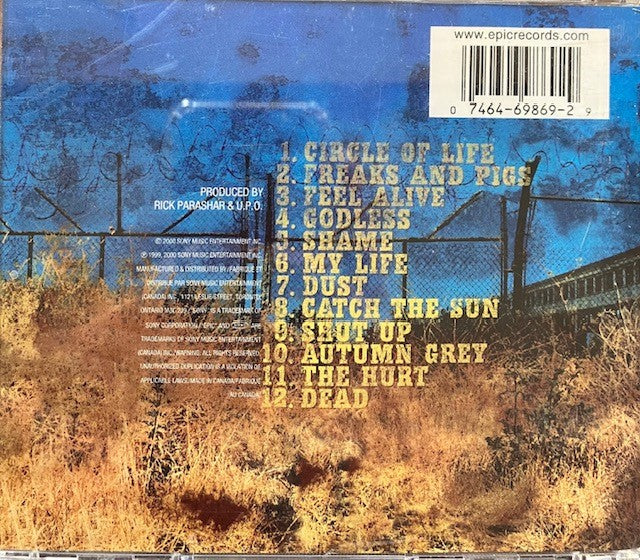 www.epicrecords.com
0 7464-69869-2 9
1. CIRCLE OF LIFE
2. FREAKS AND PIGS
3. FEEL ALIVE
4. GODLESS
5. SHAME
6. MY LIFE
7. DUST
8. CATCH THE SUN
9. SHUT UP
10. AUTUMN GREY
11. THE HURT
12. DEAD
PRODUCED BY
RICK PARASHAR & U.P.O.
© 2000 SONY MUSIC ENTERTAINMENT INC.
℗ 1999, 2000 SONY MUSIC ENTERTAINMENT INC.
MANUFACTURED & DISTRIBUTED BY / FABRIQUÉ ET
DISTRIBUÉ PAR SONY MUSIC ENTERTAINMENT
(CANADA) INC., 1121 LESLIE STREET, TORONTO,
ONTARIO M3C 2J9 / "SONY" IS A TRADEMARK OF
SONY CORPORATION / "EPIC" AND ARE
TRADEMARKS OF SONY MUSIC ENTERTAINMENT
(CANADA) INC./WARNING: ALL RIGHTS RESERVED.
UNAUTHORIZED DUPLICATION IS A VIOLATION OF
APPLICABLE LAWS. MADE IN CANADA/FABRIQUÉ
AU CANADA.